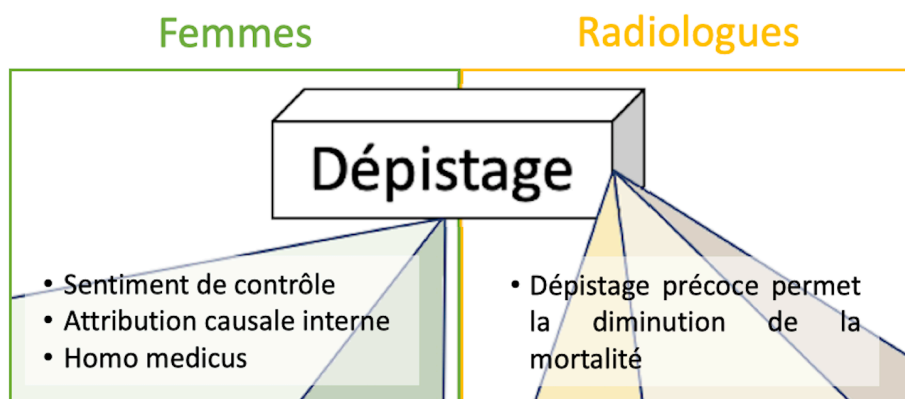 Femmes
Radiologues
Dépistage
• Sentiment de contrôle
• Attribution causale interne
• Homo medicus
• Dépistage précoce permet
la diminution de la
mortalité